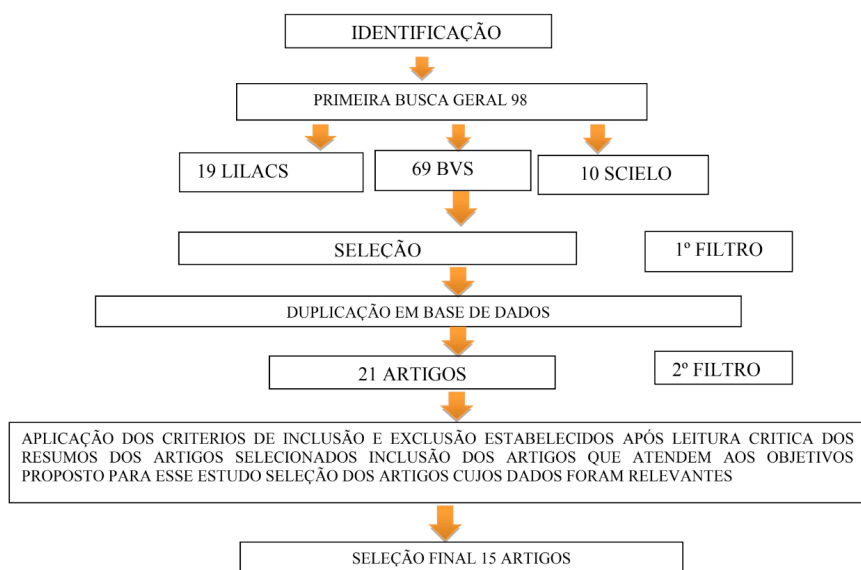 IDENTIFICAÇÃO
PRIMEIRA BUSCA GERAL 98
19 LILACS
69 BVS
10 SCIELO
SELEÇÃO
1º FILTRO
DUPLICAÇÃO EM BASE DE DADOS
21 ARTIGOS
2º FILTRO
APLICAÇÃO DOS CRITERIOS DE INCLUSÃO E EXCLUSÃO ESTABELECIDOS APÓS LEITURA CRITICA DOS
RESUMOS DOS ARTIGOS SELECIONADOS INCLUSÃO DOS ARTIGOS QUE ATENDEM AOS OBJETIVOS
PROPOSTO PARA ESSE ESTUDO SELEÇÃO DOS ARTIGOS CUJOS DADOS FORAM RELEVANTES
SELEÇÃO FINAL 15 ARTIGOS